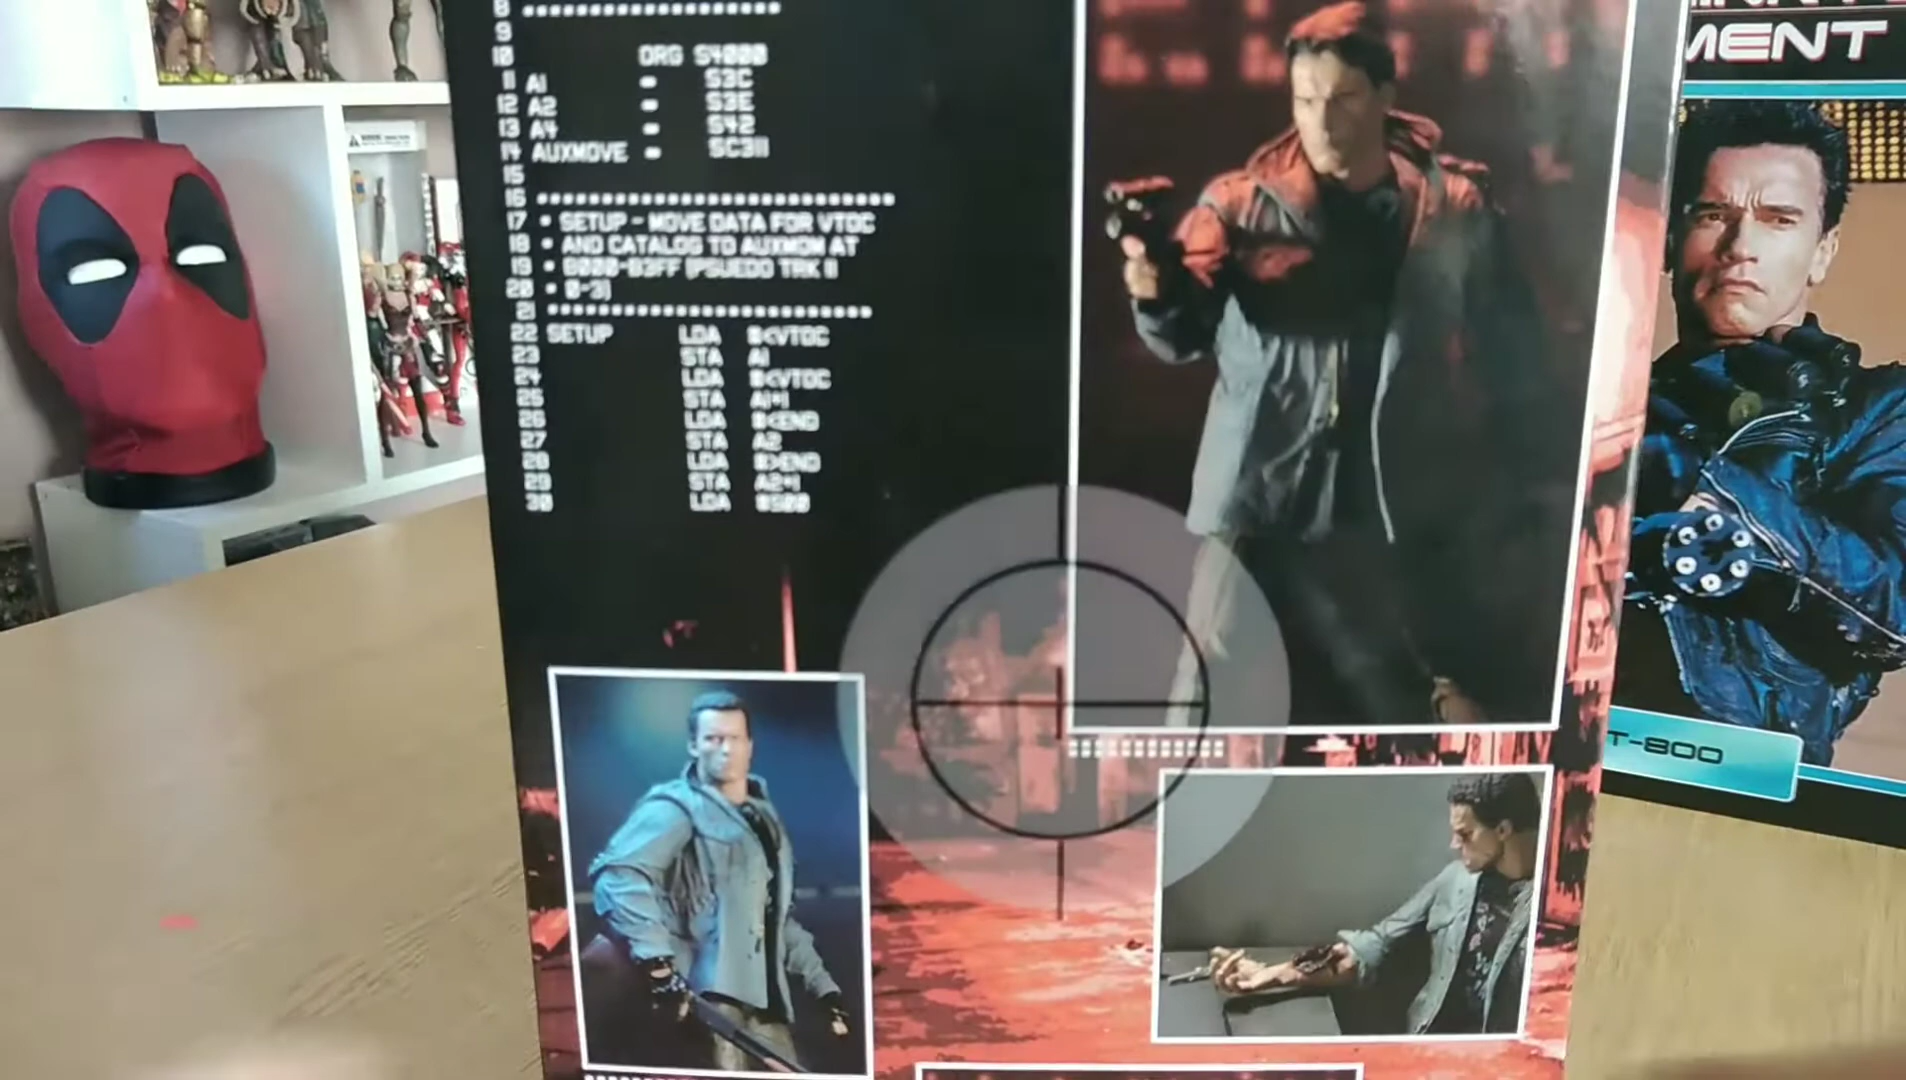 8
9
10 ORG $4000
11 A1 = $3C
12 A2 = $3E
13 A4 = $42
14 AUXMOVE = $C311
15
16
17 * SETUP - MOVE DATA FOR VTOC
18 * AND CATALOG TO AUXMOM AT
19 * B000-B3FF (PSUEDO TRK 11
20 * 0-3)
21
22 SETUP LDA #<VTOC
23 STA A1
24 LDA #<VTOC
25 STA A1+1
26 LDA #<END
27 STA A2
28 LDA #>END
29 STA A2+1
30 LDA #$00
MENT
T-800